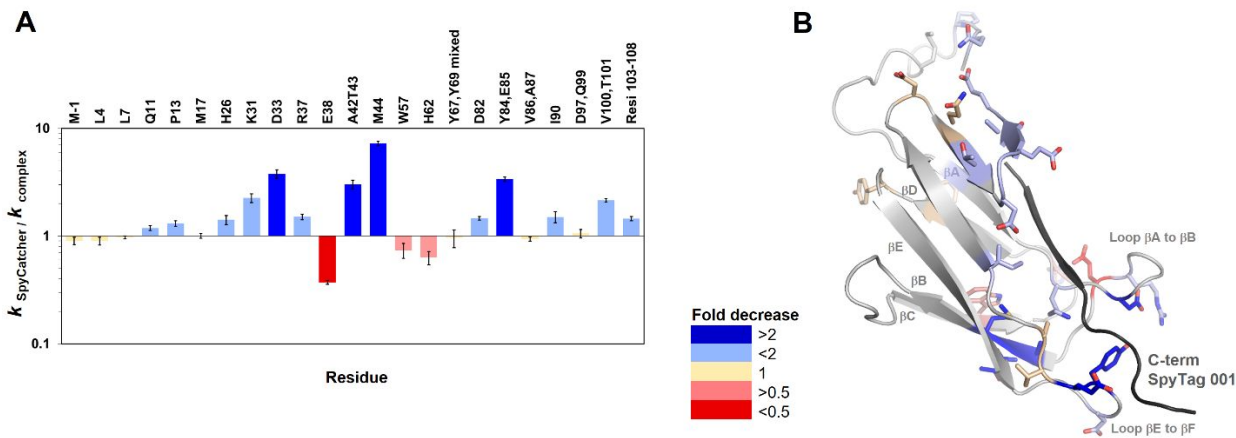 A
B
k SpyCatcher / k complex
M-1
L4
L7
Q11
P13
M17
H26
K31
D33
R37
E38
A42T43
M44
W57
H62
Y67,Y69 mixed
D82
Y84,E85
V86,A87
I90
D97,Q99
V100,T101
Resi 103-108
10
1
0.1
Residue
Fold decrease
>2
<2
1
>0.5
<0.5
βA
βD
βE
βB
βC
Loop βA to βB
C-term
SpyTag 001
Loop βE to βF